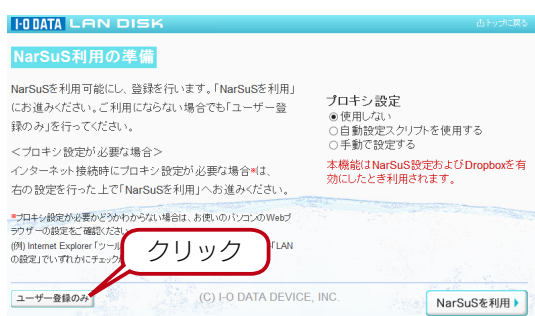 I-O DATA LAN DISK
トップに戻る
NarSuS利用の準備
NarSuSを利用可能にし、登録を行います。「NarSuSを利用」
にお進みください。ご利用にならない場合でも「ユーザー登
録のみ」を行ってください。
<プロキシ設定が必要な場合>
インターネット接続時にプロキシ設定が必要な場合*は、
右の設定を行った上で「NarSuSを利用」へお進みください。
*プロキシ設定が必要かどうかわからない場合は、お使いのパソコンのWebブ
ラウザーの設定をご確認ください。
(例) Internet Explorer「ツール
「LAN
の設定」でいずれかにチェックが
プロキシ設定
使用しない
自動設定スクリプトを使用する
手動で設定する
本機能はNarSuS設定およびDropboxを有
効にしたとき利用されます。
クリック
ユーザー登録のみ
(C) I-O DATA DEVICE, INC.
NarSuSを利用